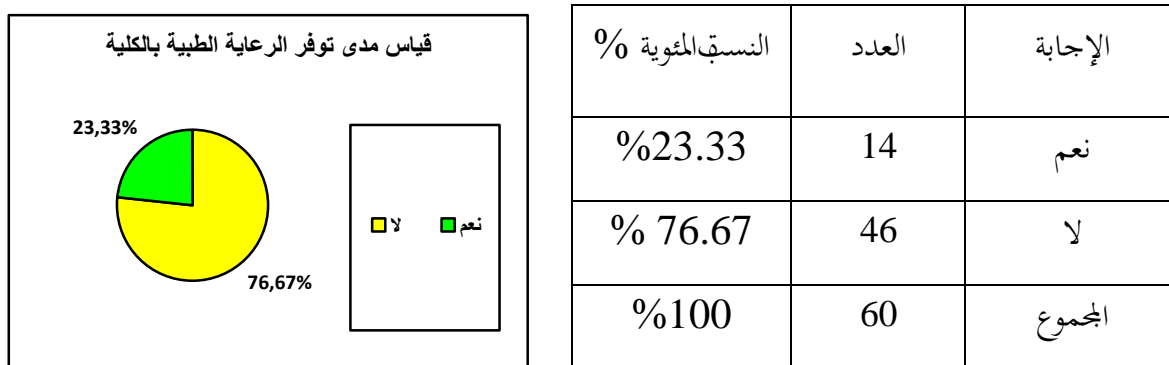 قياس مدى توفر الرعاية الطبية بالكلية
23,33%
76,67%
نعم لا
الإجابة العدد النسبةالمئوية %
نعم 14 %23.33
لا 46 % 76.67
المجموع 60 %100